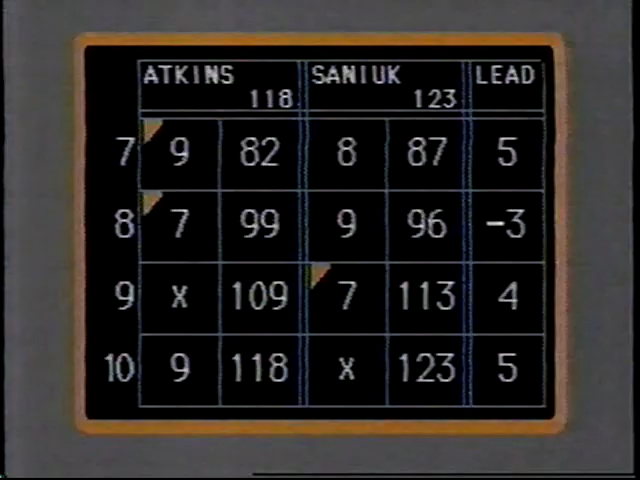 ATKINS SANIUK LEAD
118 123
7 9 82 8 87 5
8 7 99 9 96 -3
9 X 109 7 113 4
10 9 118 X 123 5